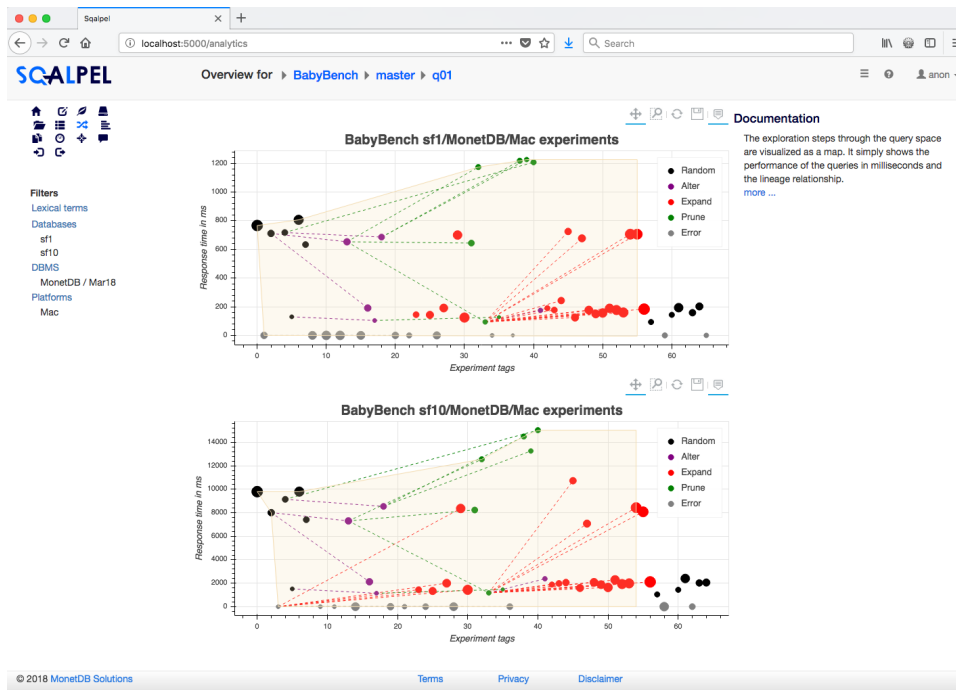 Sqalpel
localhost:5000/analytics
Search
SQALPEL
Overview for BabyBench master q01
anon
Filters
Lexical terms
Databases
sf1
sf10
DBMS
MonetDB / Mar18
Platforms
Mac
BabyBench sf1/MonetDB/Mac experiments
Response time in ms
1200
1000
800
600
400
200
0
Random
Alter
Expand
Prune
Error
0 10 20 30 40 50 60
Experiment tags
BabyBench sf10/MonetDB/Mac experiments
Response time in ms
14000
12000
10000
8000
6000
4000
2000
0
Random
Alter
Expand
Prune
Error
0 10 20 30 40 50 60
Experiment tags
Documentation
The exploration steps through the query space
are visualized as a map. It simply shows the
performance of the queries in milliseconds and
the lineage relationship.
more ...
© 2018 MonetDB Solutions Terms Privacy Disclaimer